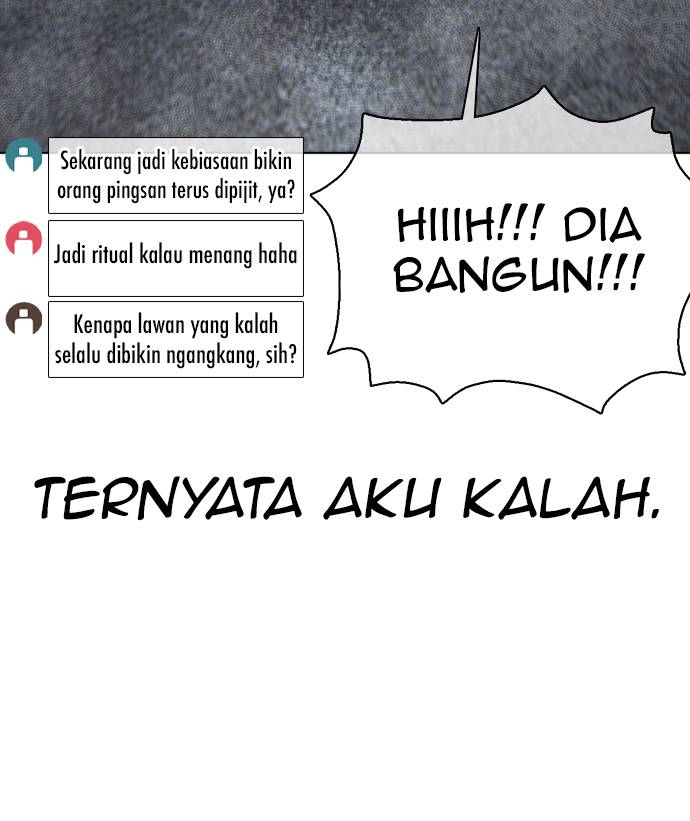 Sekarang jadi kebiasaan bikin
orang pingsan terus dipijit, ya?
Jadi ritual kalau menang haha
Kenapa lawan yang kalah
selalu dibikin ngangkang, sih?
HIIIH!!! DIA
BANGUN!!!
TERNYATA AKU KALAH.